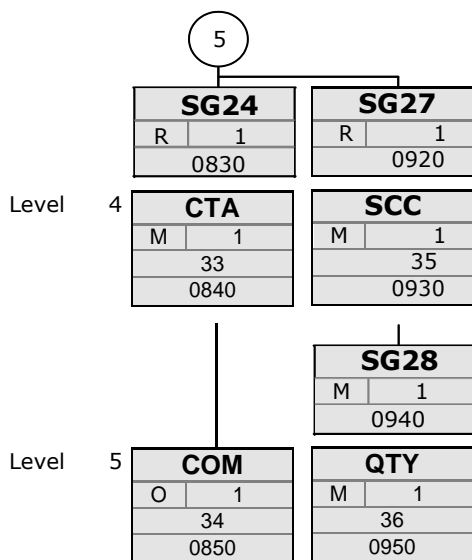 5
SG24 SG27
R 1 R 1
0830 0920
Level 4 CTA SCC
M 1 M 1
33 35
0840 0930
SG28
M 1
0940
Level 5 COM QTY
O 1 M 1
34 36
0850 0950